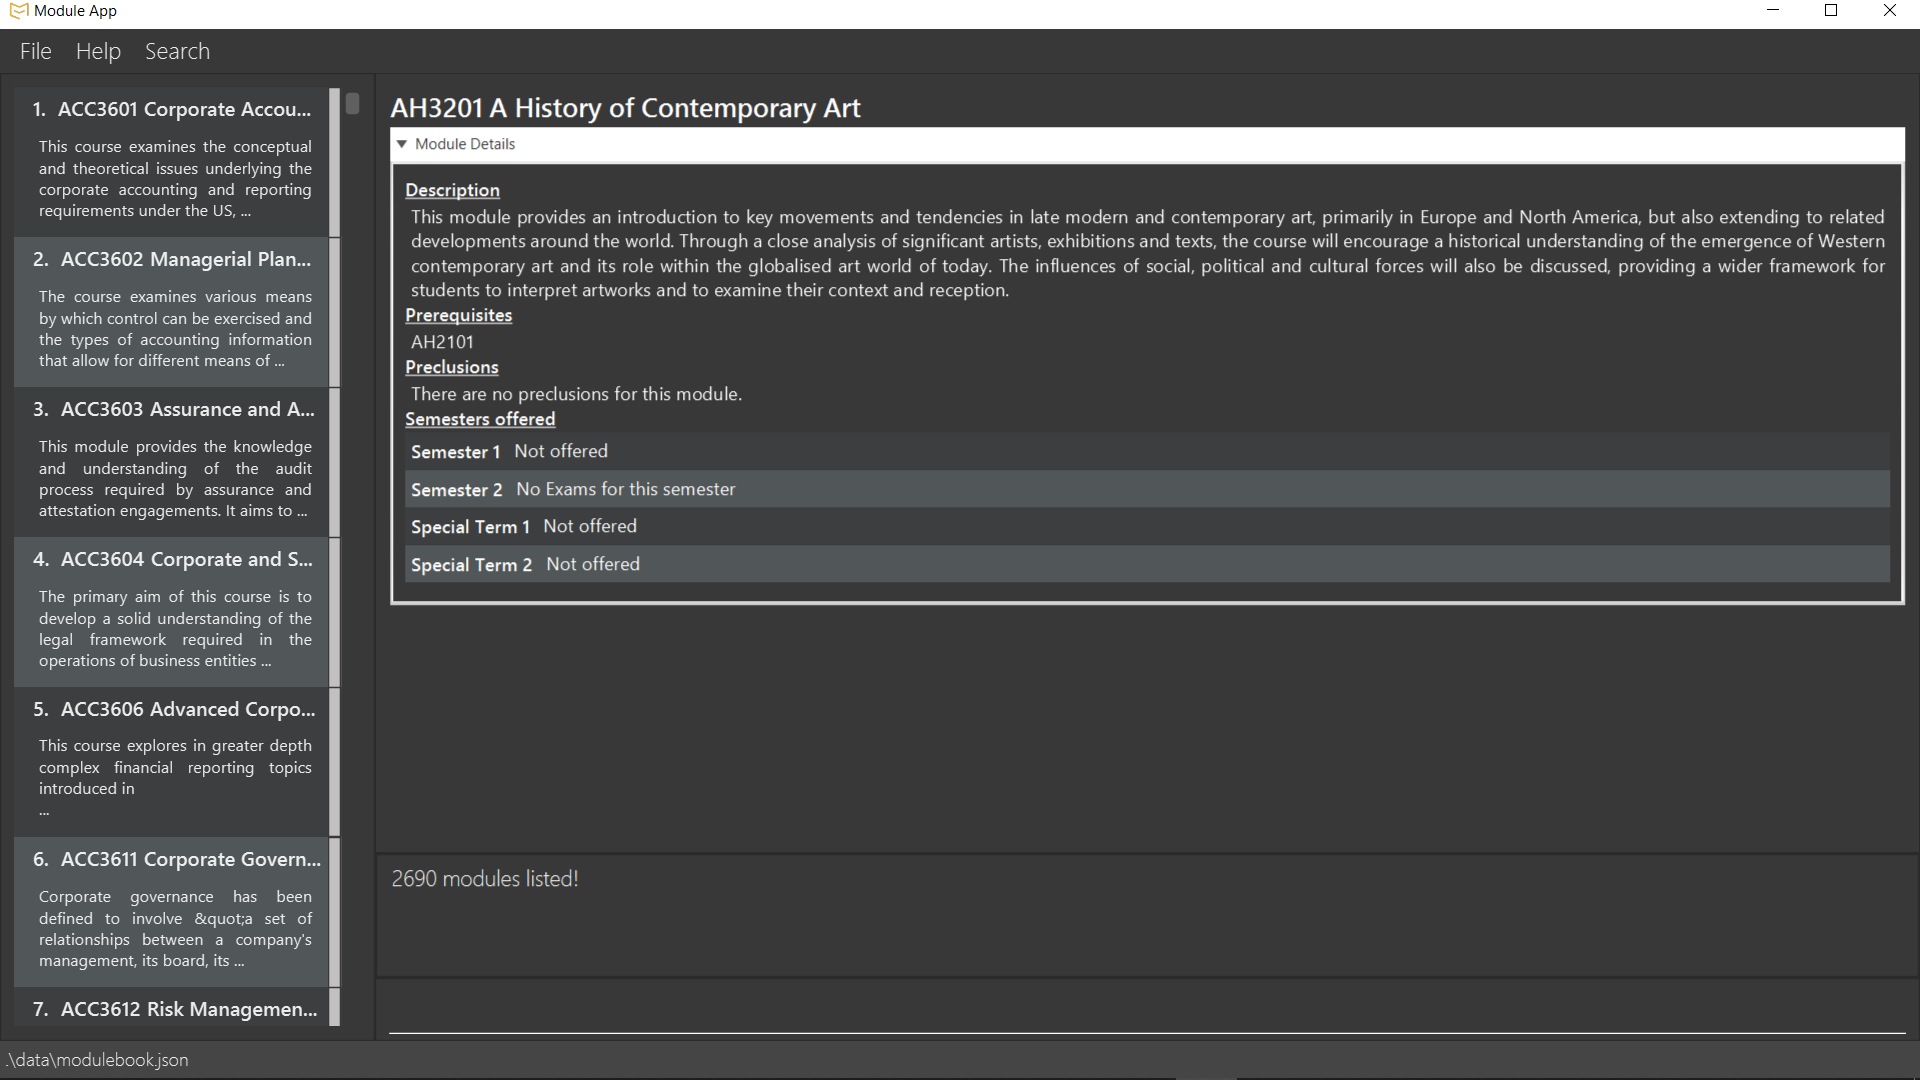 Module App
File Help Search
1. ACC3601 Corporate Accou...
This course examines the conceptual
and theoretical issues underlying the
corporate accounting and reporting
requirements under the US, ...
2. ACC3602 Managerial Plan...
The course examines various means
by which control can be exercised and
the types of accounting information
that allow for different means of ...
3. ACC3603 Assurance and A...
This module provides the knowledge
and understanding of the audit
process required by assurance and
attestation engagements. It aims to ...
4. ACC3604 Corporate and S...
The primary aim of this course is to
develop a solid understanding of the
legal framework required in the
operations of business entities ...
5. ACC3606 Advanced Corpo...
This course explores in greater depth
complex financial reporting topics
introduced in
...
6. ACC3611 Corporate Govern...
Corporate governance has been
defined to involve &quot;a set of
relationships between a company's
management, its board, its ...
7. ACC3612 Risk Managemen...
AH3201 A History of Contemporary Art
Module Details
Description
This module provides an introduction to key movements and tendencies in late modern and contemporary art, primarily in Europe and North America, but also extending to related
developments around the world. Through a close analysis of significant artists, exhibitions and texts, the course will encourage a historical understanding of the emergence of Western
contemporary art and its role within the globalised art world of today. The influences of social, political and cultural forces will also be discussed, providing a wider framework for
students to interpret artworks and to examine their context and reception.
Prerequisites
AH2101
Preclusions
There are no preclusions for this module.
Semesters offered
Semester 1 Not offered
Semester 2 No Exams for this semester
Special Term 1 Not offered
Special Term 2 Not offered
2690 modules listed!
.\data\modulebook.json